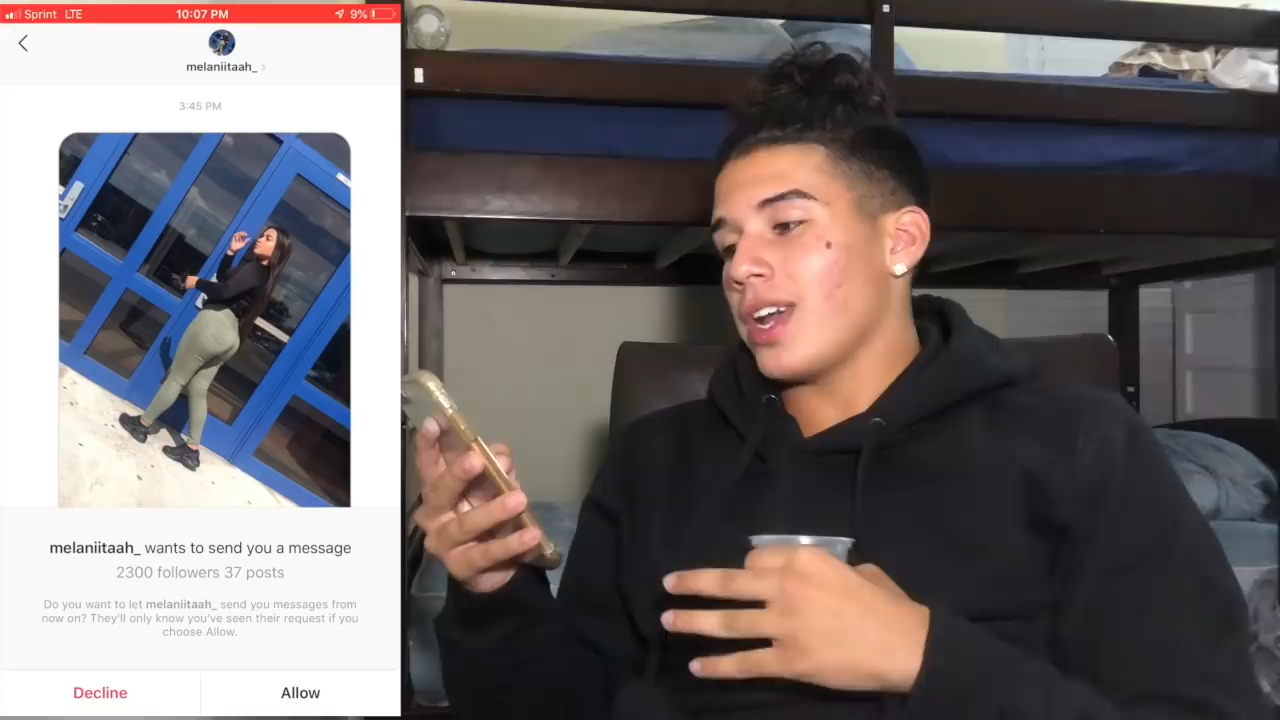 Sprint LTE 10:07 PM 9%
melaniitaah_
3:45 PM
melaniitaah_ wants to send you a message
2300 followers 37 posts
Do you want to let melaniitaah_ send you messages from
now on? They'll only know you've seen their request if you
choose Allow.
Decline Allow